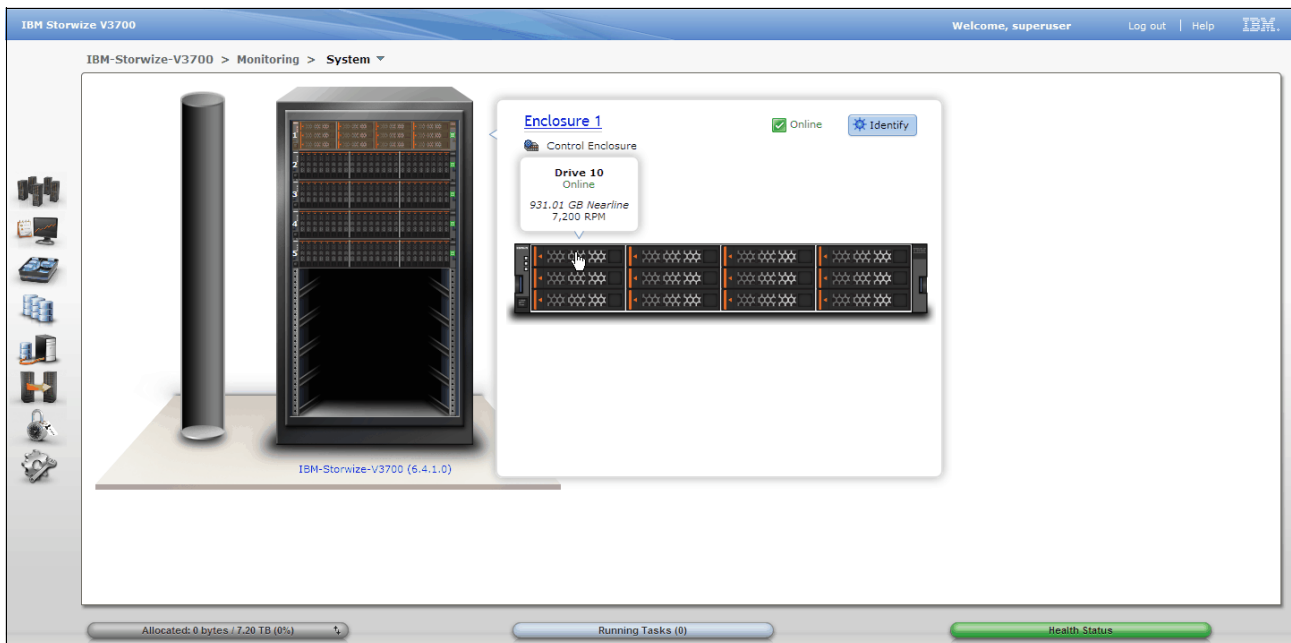 IBM Storwize V3700
Welcome, superuser
Log out | Help
IBM.
IBM-Storwize-V3700 > Monitoring > System
Enclosure 1
Online
Identify
Control Enclosure
Drive 10
Online
931.01 GB Nearline
7,200 RPM
1
2
3
4
5
IBM-Storwize-V3700 (6.4.1.0)
Allocated: 0 bytes / 7.20 TB (0%)
Running Tasks (0)
Health Status